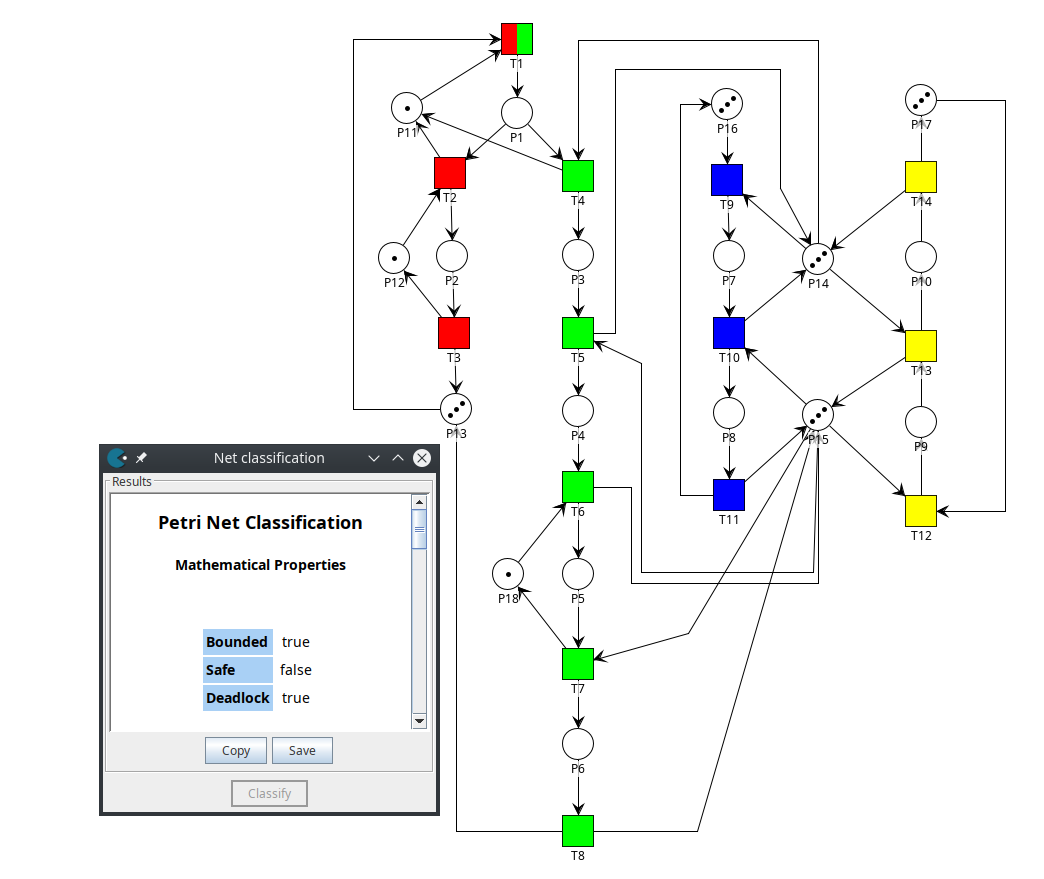 T1
P11
P1
P16
P17
T2
T4
T9
T14
P12
P2
P3
P7
P14
P10
T3
T5
T10
T13
P13
P4
P8
P15
P9
Net classification
Results
Petri Net Classification
Mathematical Properties
Bounded true
Safe false
Deadlock true
Copy Save
Classify
T6
T11
T12
P18
P5
T7
P6
T8